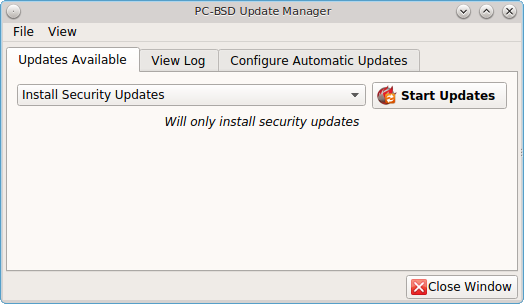 PC-BSD Update Manager
File View
Updates Available View Log Configure Automatic Updates
Install Security Updates Start Updates
Will only install security updates
Close Window